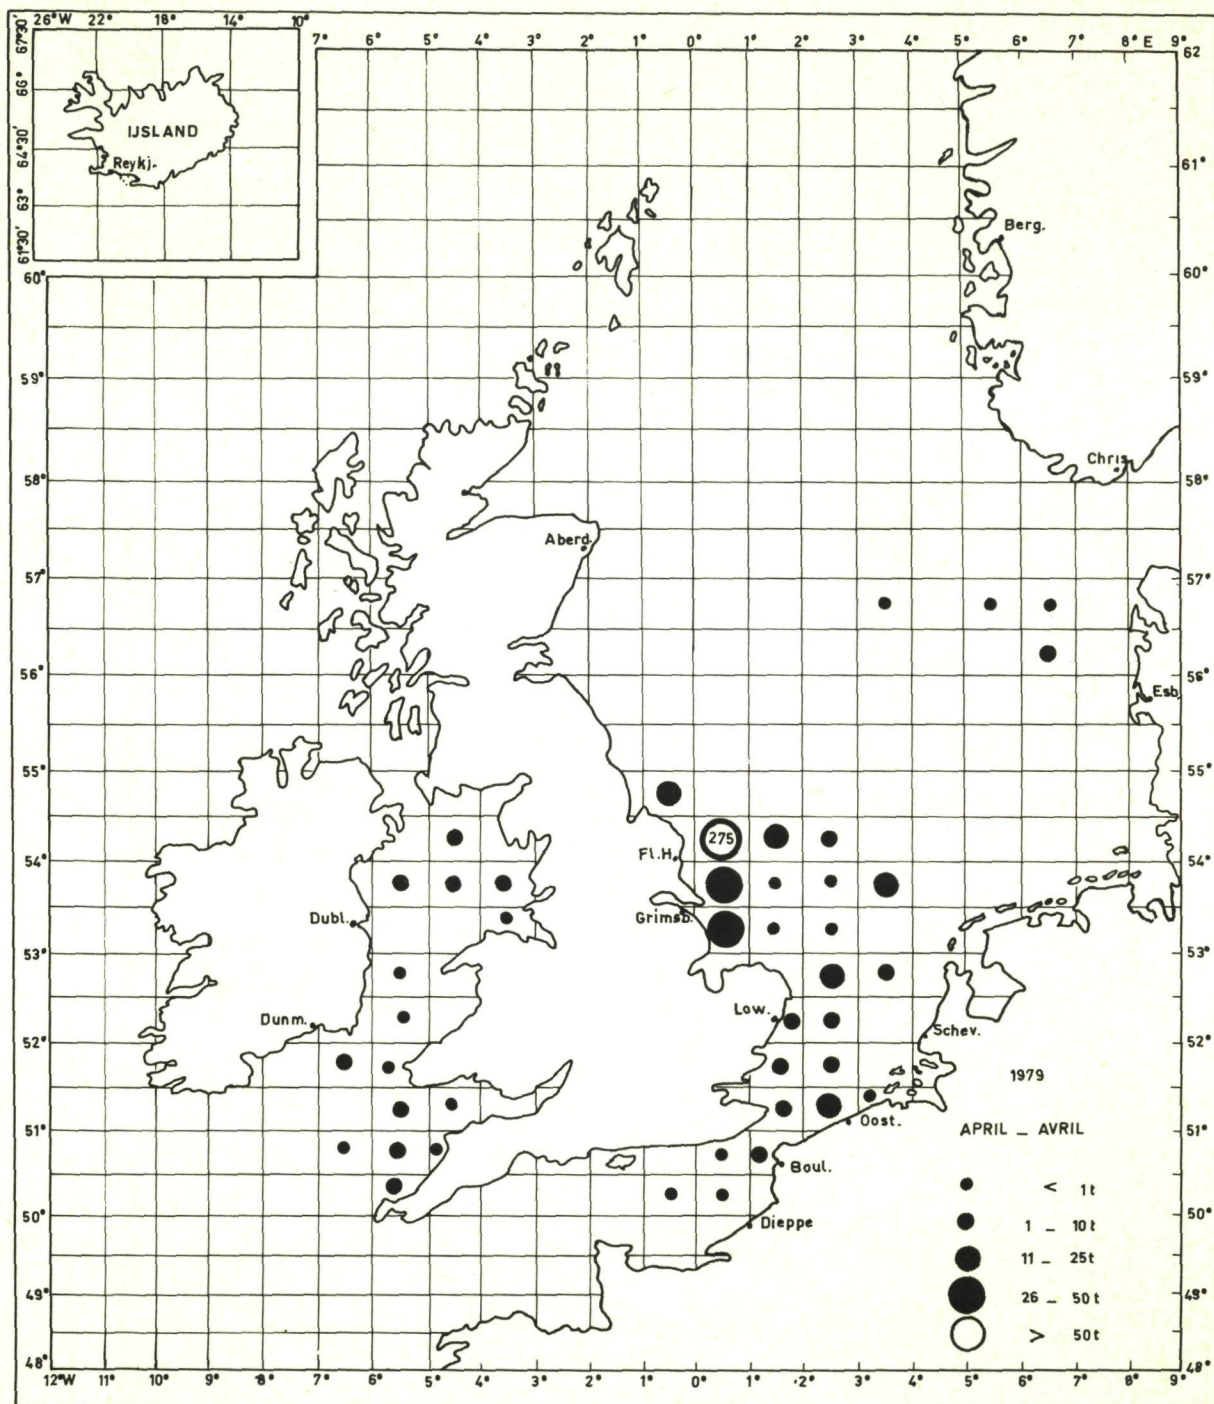 26°W 22° 18° 14° 10°
67°30'
66°
64°30'
63°
61°30'
IJSLAND
Reykj.
7° 6° 5° 4° 3° 2° 1° 0° 1° 2° 3° 4° 5° 6° 7° 8° E 9°
62
61°
Berg.
60° 60°
59° 59°
Chris
58° 58°
Aberd.
57° 57°
56° 56°
Esb
55° 55°
275
54° Fl.H. 54°
Dubl. Grimsb.
53° 53°
Dunm. Low. Schev.
52° 52°
1979
Oost.
51° APRIL _ AVRIL 51°
Boul.
< 1t
50° Dieppe 1 _ 10t 50°
11 _ 25t
49° 26 _ 50t 49°
> 50t
48° 48°
12°W 11° 10° 9° 8° 7° 6° 5° 4° 3° 2° 1° 0° 1° 2° 3° 4° 5° 6° 7° 8° 9°